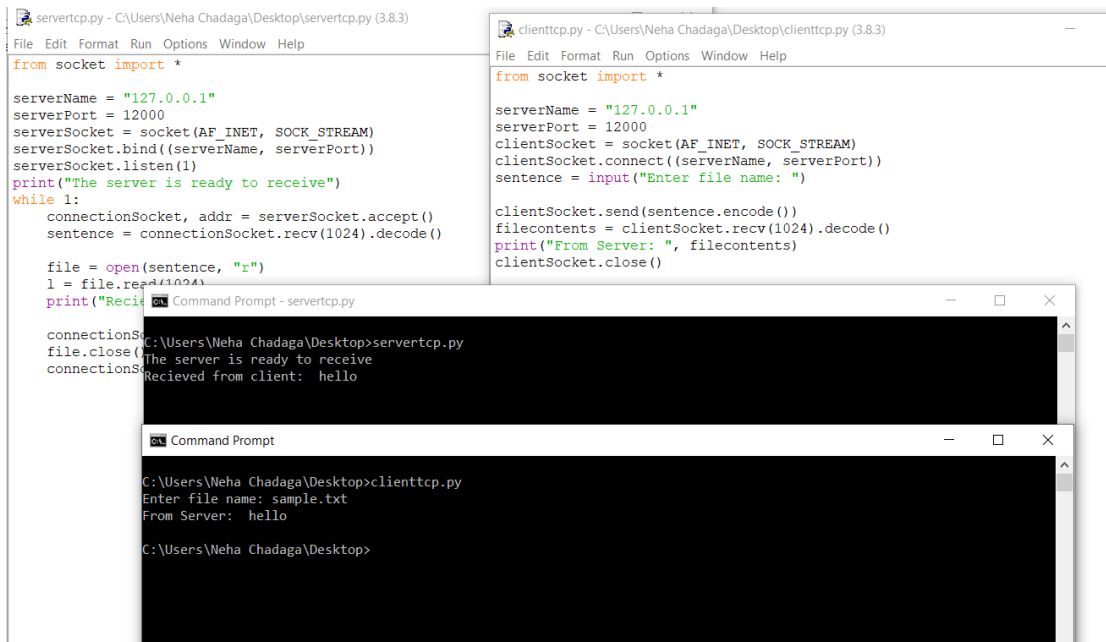 servertcp.py - C:\Users\Neha Chadaga\Desktop\servertcp.py (3.8.3)
File Edit Format Run Options Window Help
from socket import *
serverName = "127.0.0.1"
serverPort = 12000
serverSocket = socket(AF_INET, SOCK_STREAM)
serverSocket.bind((serverName, serverPort))
serverSocket.listen(1)
print("The server is ready to receive")
while 1:
    connectionSocket, addr = serverSocket.accept()
    sentence = connectionSocket.recv(1024).decode()
    file = open(sentence, "r")
    l = file.read(1024)
    print("Recie
    connectionSo
    file.close()
    connectionSo
clienttcp.py - C:\Users\Neha Chadaga\Desktop\clienttcp.py (3.8.3)
File Edit Format Run Options Window Help
from socket import *
serverName = "127.0.0.1"
serverPort = 12000
clientSocket = socket(AF_INET, SOCK_STREAM)
clientSocket.connect((serverName, serverPort))
sentence = input("Enter file name: ")
clientSocket.send(sentence.encode())
filecontents = clientSocket.recv(1024).decode()
print("From Server: ", filecontents)
clientSocket.close()
Command Prompt - servertcp.py
C:\Users\Neha Chadaga\Desktop>servertcp.py
The server is ready to receive
Recieved from client:  hello
Command Prompt
C:\Users\Neha Chadaga\Desktop>clienttcp.py
Enter file name: sample.txt
From Server:  hello
C:\Users\Neha Chadaga\Desktop>